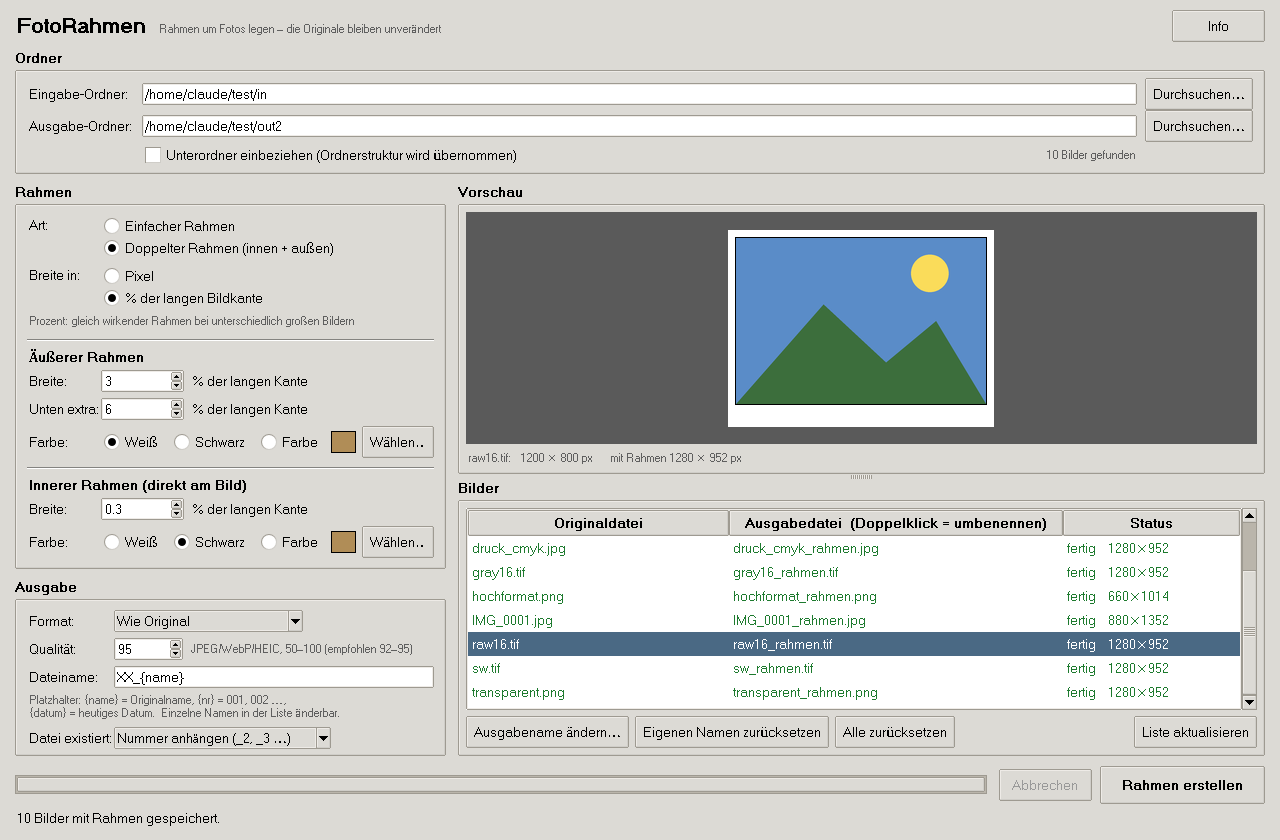 FotoRahmen Rahmen um Fotos legen – die Originale bleiben unverändert Info
Ordner
Eingabe-Ordner: /home/claude/test/in Durchsuchen...
Ausgabe-Ordner: /home/claude/test/out2 Durchsuchen...
Unterordner einbeziehen (Ordnerstruktur wird übernommen) 10 Bilder gefunden
Rahmen
Art: Einfacher Rahmen
Doppelter Rahmen (innen + außen)
Breite in: Pixel
% der langen Bildkante
Prozent: gleich wirkender Rahmen bei unterschiedlich großen Bildern
Äußerer Rahmen
Breite: 3 % der langen Kante
Unten extra: 6 % der langen Kante
Farbe: Weiß Schwarz Farbe Wählen..
Innerer Rahmen (direkt am Bild)
Breite: 0.3 % der langen Kante
Farbe: Weiß Schwarz Farbe Wählen..
Ausgabe
Format: Wie Original
Qualität: 95 JPEG/WebP/HEIC, 50–100 (empfohlen 92–95)
Dateiname: XX_{name}
Platzhalter: {name} = Originalname, {nr} = 001, 002 ...,
{datum} = heutiges Datum. Einzelne Namen in der Liste änderbar.
Datei existiert: Nummer anhängen (_2, _3 ...)
Vorschau
raw16.tif: 1200 × 800 px mit Rahmen 1280 × 952 px
Bilder
Originaldatei Ausgabedatei (Doppelklick = umbenennen) Status
druck_cmyk.jpg druck_cmyk_rahmen.jpg fertig 1280×952
gray16.tif gray16_rahmen.tif fertig 1280×952
hochformat.png hochformat_rahmen.png fertig 660×1014
IMG_0001.jpg IMG_0001_rahmen.jpg fertig 880×1352
raw16.tif raw16_rahmen.tif fertig 1280×952
sw.tif sw_rahmen.tif fertig 1280×952
transparent.png transparent_rahmen.png fertig 1280×952
Ausgabename ändern... Eigenen Namen zurücksetzen Alle zurücksetzen Liste aktualisieren
Abbrechen Rahmen erstellen
10 Bilder mit Rahmen gespeichert.